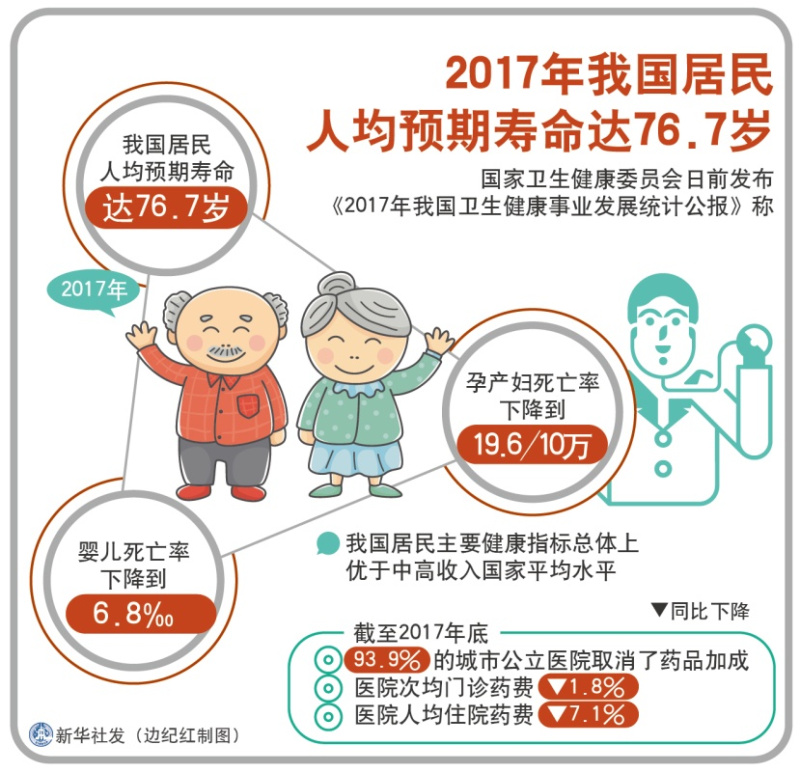 2017年我国居民
人均预期寿命达76.7岁
国家卫生健康委员会日前发布
《2017年我国卫生健康事业发展统计公报》称
我国居民
人均预期寿命
达76.7岁
2017年
孕产妇死亡率
下降到
19.6/10万
婴儿死亡率
下降到
6.8‰
我国居民主要健康指标总体上
优于中高收入国家平均水平
▼同比下降
截至2017年底
93.9%的城市公立医院取消了药品加成
医院次均门诊药费▼1.8%
医院人均住院药费▼7.1%
新华社发（边纪红制图）